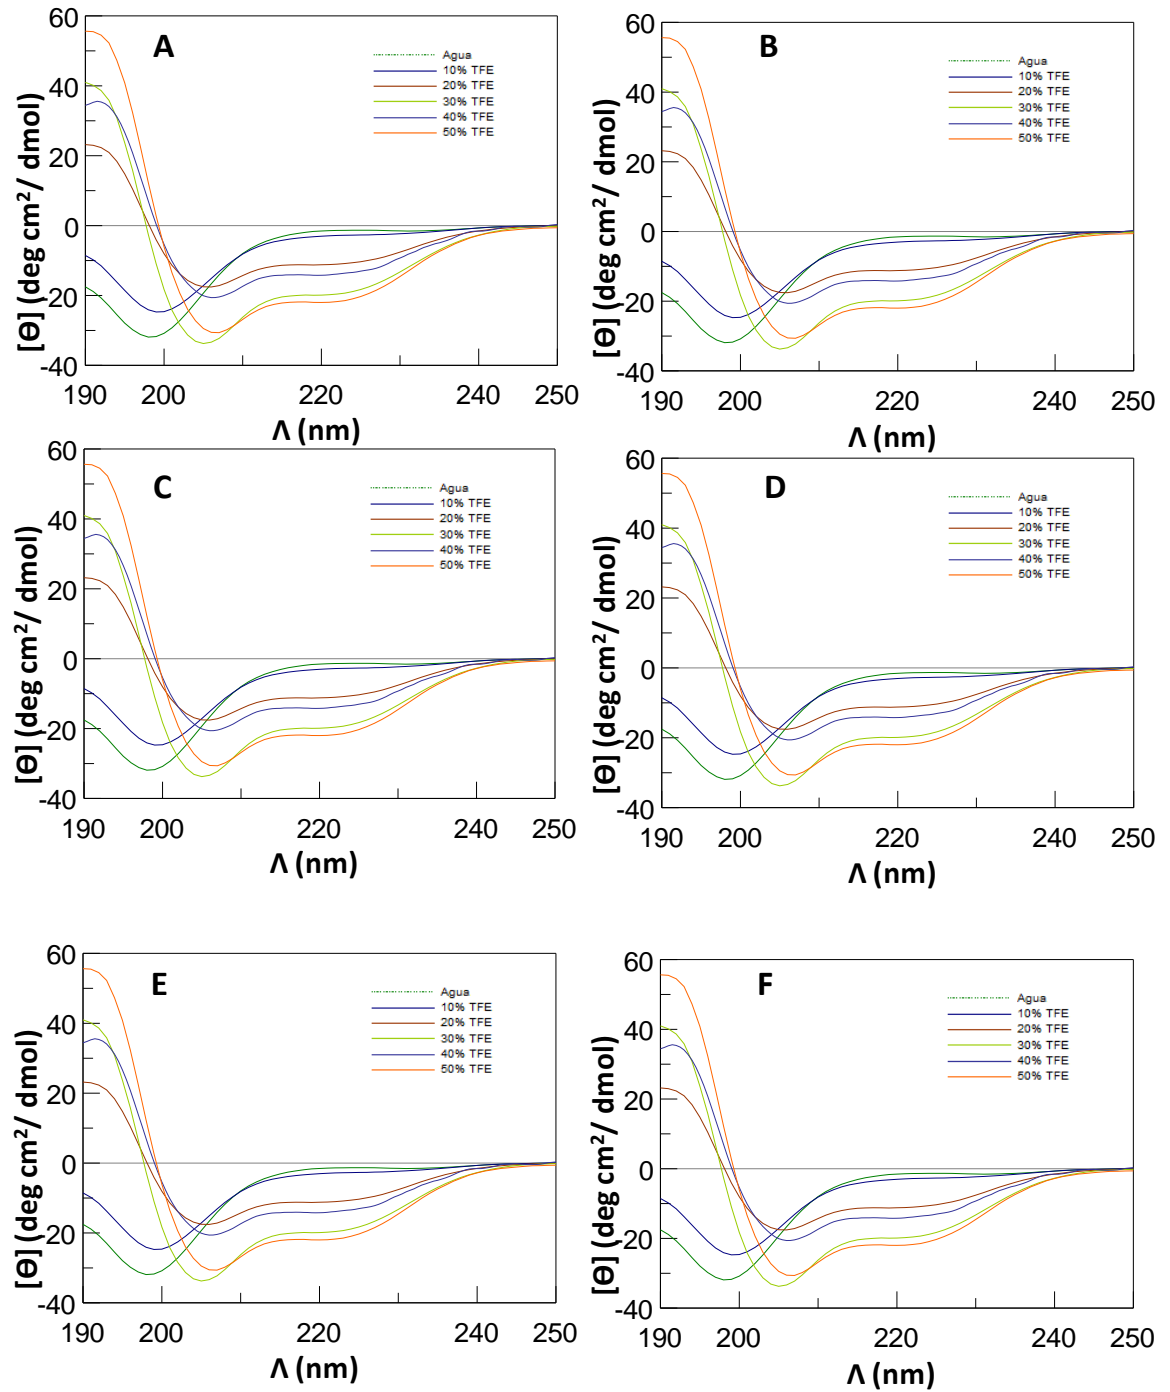 A
Agua
10% TFE
20% TFE
30% TFE
40% TFE
50% TFE
60
40
20
0
-20
-40
[Θ] (deg cm²/ dmol)
190 200 220 240 250
Λ (nm)
B
Agua
10% TFE
20% TFE
30% TFE
40% TFE
50% TFE
60
40
20
0
-20
-40
[Θ] (deg cm²/ dmol)
190 200 220 240 250
Λ (nm)
C
Agua
10% TFE
20% TFE
30% TFE
40% TFE
50% TFE
60
40
20
0
-20
-40
[Θ] (deg cm²/ dmol)
190 200 220 240 250
Λ (nm)
D
Agua
10% TFE
20% TFE
30% TFE
40% TFE
50% TFE
60
40
20
0
-20
-40
[Θ] (deg cm²/ dmol)
190 200 220 240 250
Λ (nm)
E
Agua
10% TFE
20% TFE
30% TFE
40% TFE
50% TFE
60
40
20
0
-20
-40
[Θ] (deg cm²/ dmol)
190 200 220 240 250
Λ (nm)
F
Agua
10% TFE
20% TFE
30% TFE
40% TFE
50% TFE
60
40
20
0
-20
-40
[Θ] (deg cm²/ dmol)
190 200 220 240 250
Λ (nm)